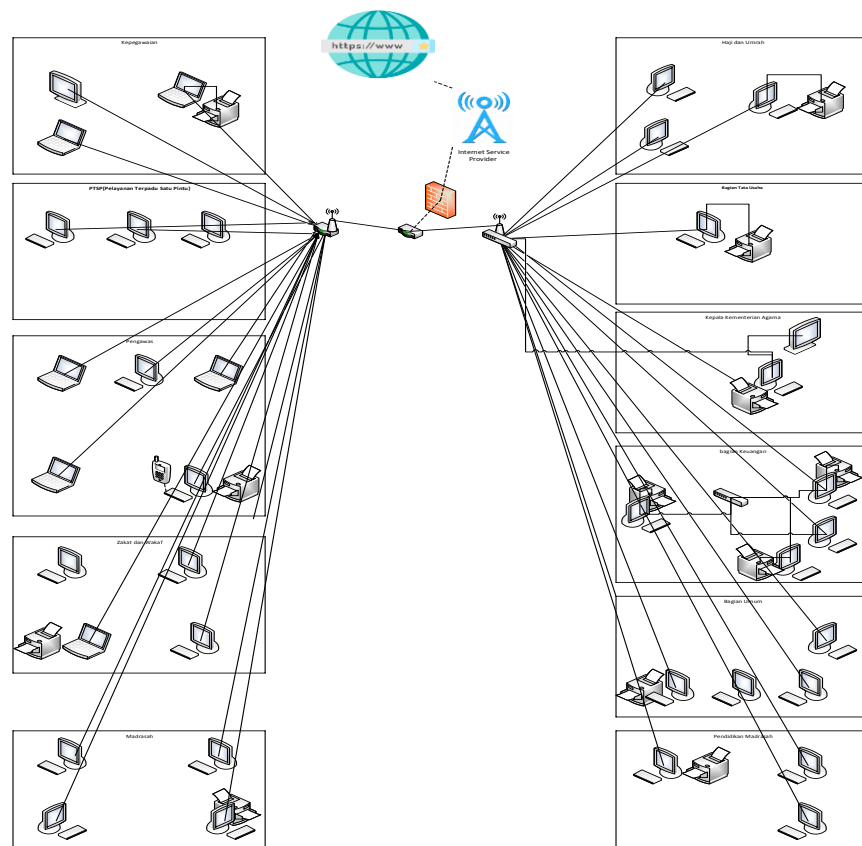 https://www
Internet Service
Provider
Kepegawaian
PTSP(Pelayanan Terpadu Satu Pintu)
Pengawas
Zakat dan Wakaf
Madrasah
Haji dan Umrah
Bagian Tata Usaha
Kepala Kementerian Agama
bagian Keuangan
Bagian Umum
Pendidikan Madrasah